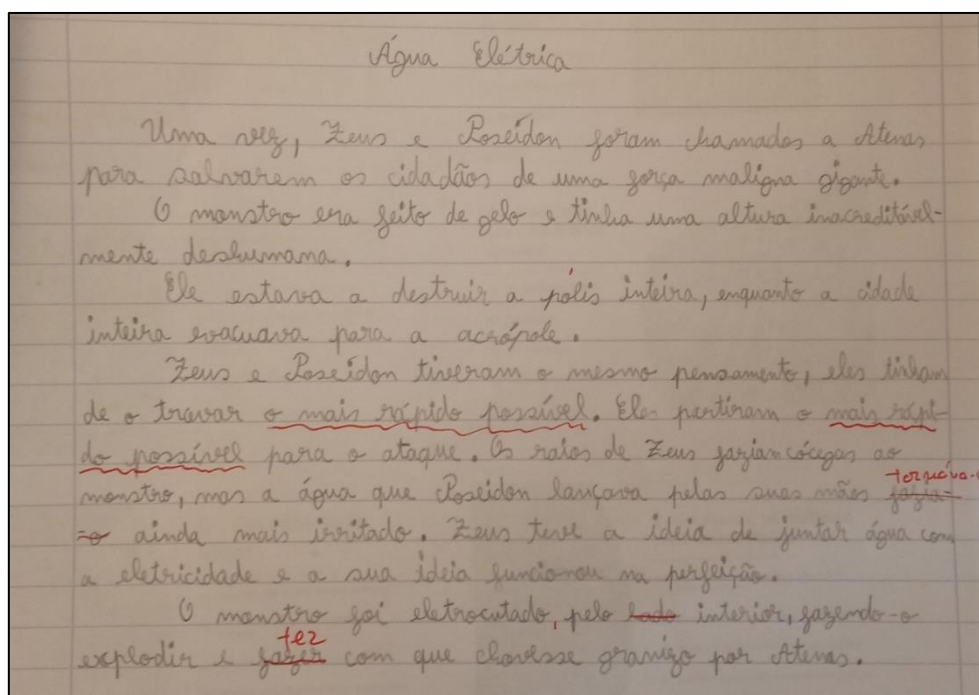 Água Elétrica
Uma vez, Zeus e Poseidon foram chamados a Atenas
para salvarem os cidadãos de uma força maligna gigante.
O monstro era feito de gelo e tinha uma altura inacreditável-
mente deshumana.
Ele estava a destruir a pólis inteira, enquanto a cidade
inteira evacuava para a acrópole.
Zeus e Poseidon tiveram o mesmo pensamento, eles tinham
de o travar o mais rápido possível. Eles partiram o mais rápi-
do possível para o ataque. Os raios de Zeus faziam cócegas ao
monstro, mas a água que Poseidon lançava pelas suas mãos fazia- tornava-o
-o ainda mais irritado. Zeus teve a ideia de juntar água com
a eletricidade e a sua ideia funcionou na perfeição.
O monstro foi eletrocutado, pelo lado interior, fazendo-o
explodir e fazer fez com que chovesse granizo por Atenas.